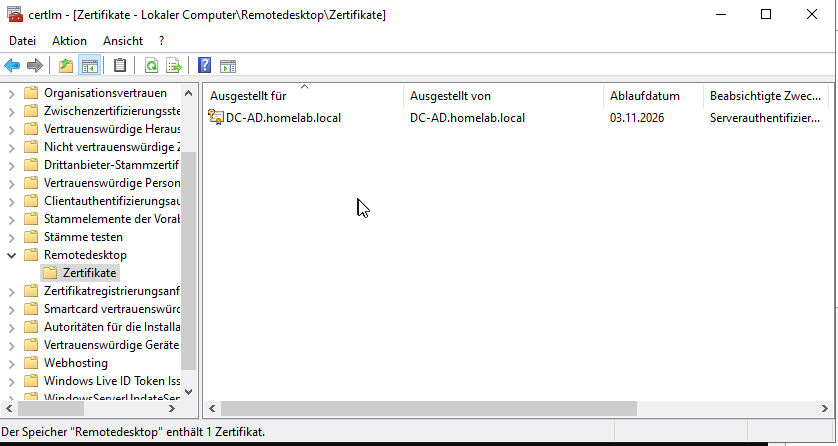 certlm - [Zertifikate - Lokaler Computer\Remotedesktop\Zertifikate]
Datei Aktion Ansicht ?
Organisationsvertrauen
Zwischenzertifizierungsste
Vertrauenswürdige Heraus
Nicht vertrauenswürdige Z
Drittanbieter-Stammzertif
Vertrauenswürdige Person
Clientauthentifizierungsau
Stammelemente der Vorab
Stämme testen
Remotedesktop
Zertifikate
Zertifikatregistrierungsanf
Smartcard vertrauenswürc
Autoritäten für die Installa
Vertrauenswürdige Geräte
Webhosting
Windows Live ID Token Iss
WindowsServerUpdateServ
Ausgestellt für Ausgestellt von Ablaufdatum Beabsichtigte Zwec...
DC-AD.homelab.local DC-AD.homelab.local 03.11.2026 Serverauthentifizier...
Der Speicher "Remotedesktop" enthält 1 Zertifikat.